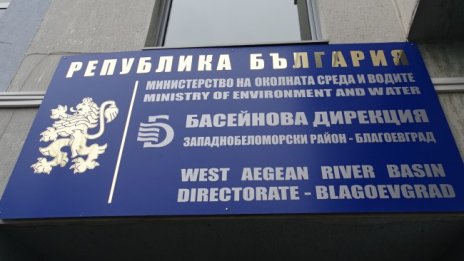 РЕПУБЛИКА БЪЛГАРИЯ
МИНИСТЕРСТВО НА ОКОЛНАТА СРЕДА И ВОДИТЕ
MINISTRY OF ENVIRONMENT AND WATER
БАСЕЙНОВА ДИРЕКЦИЯ
ЗАПАДНОБЕЛОМОРСКИ РАЙОН - БЛАГОЕВГРАД
WEST AEGEAN RIVER BASIN
DIRECTORATE - BLAGOEVGRAD